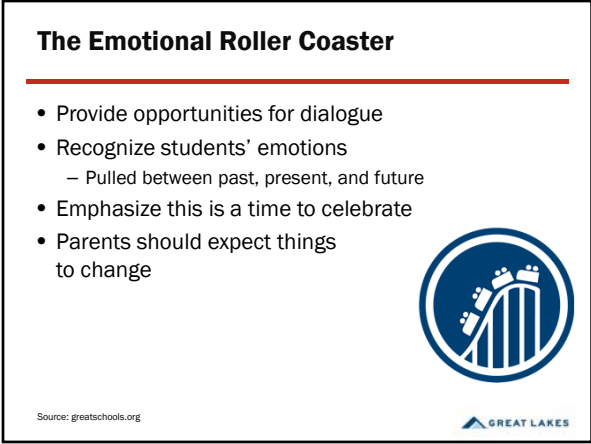 The Emotional Roller Coaster
• Provide opportunities for dialogue
• Recognize students’ emotions
– Pulled between past, present, and future
• Emphasize this is a time to celebrate
• Parents should expect things
to change
Source: greatschools.org
GREAT LAKES